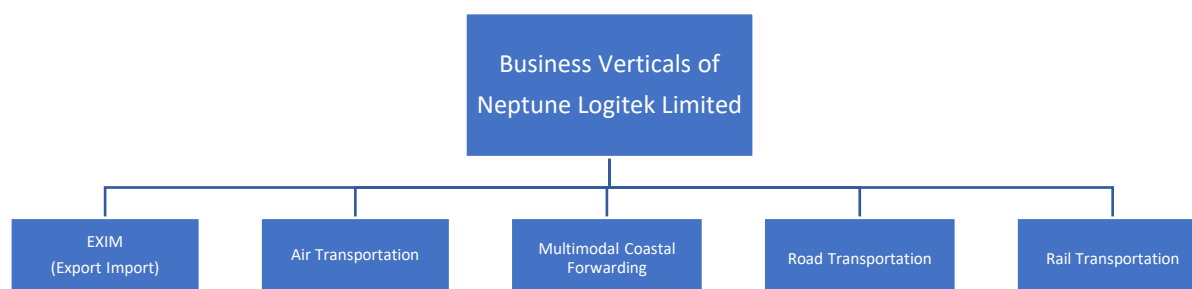 Business Verticals of
Neptune Logitek Limited
EXIM
(Export Import)
Air Transportation
Multimodal Coastal
Forwarding
Road Transportation
Rail Transportation